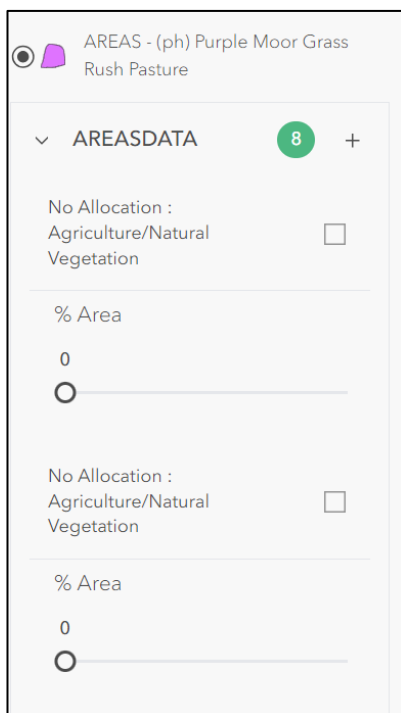 AREAS - (ph) Purple Moor Grass
Rush Pasture
AREASDATA 8 +
No Allocation :
Agriculture/Natural
Vegetation
% Area
0
No Allocation :
Agriculture/Natural
Vegetation
% Area
0